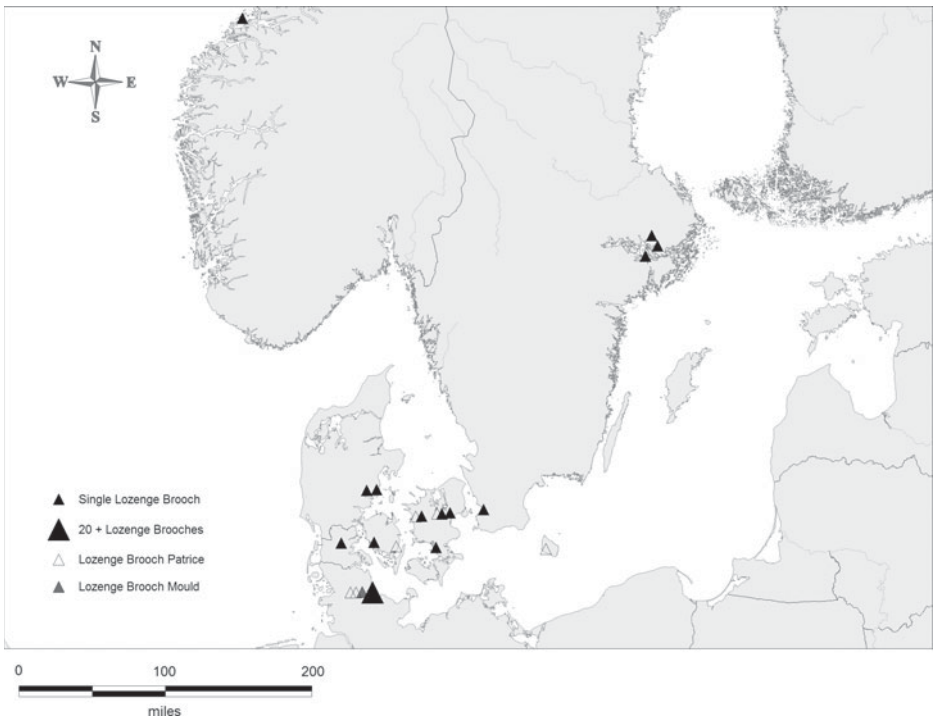 N
W E
S
Single Lozenge Brooch
20 + Lozenge Brooches
Lozenge Brooch Patrice
Lozenge Brooch Mould
0 100 200
miles